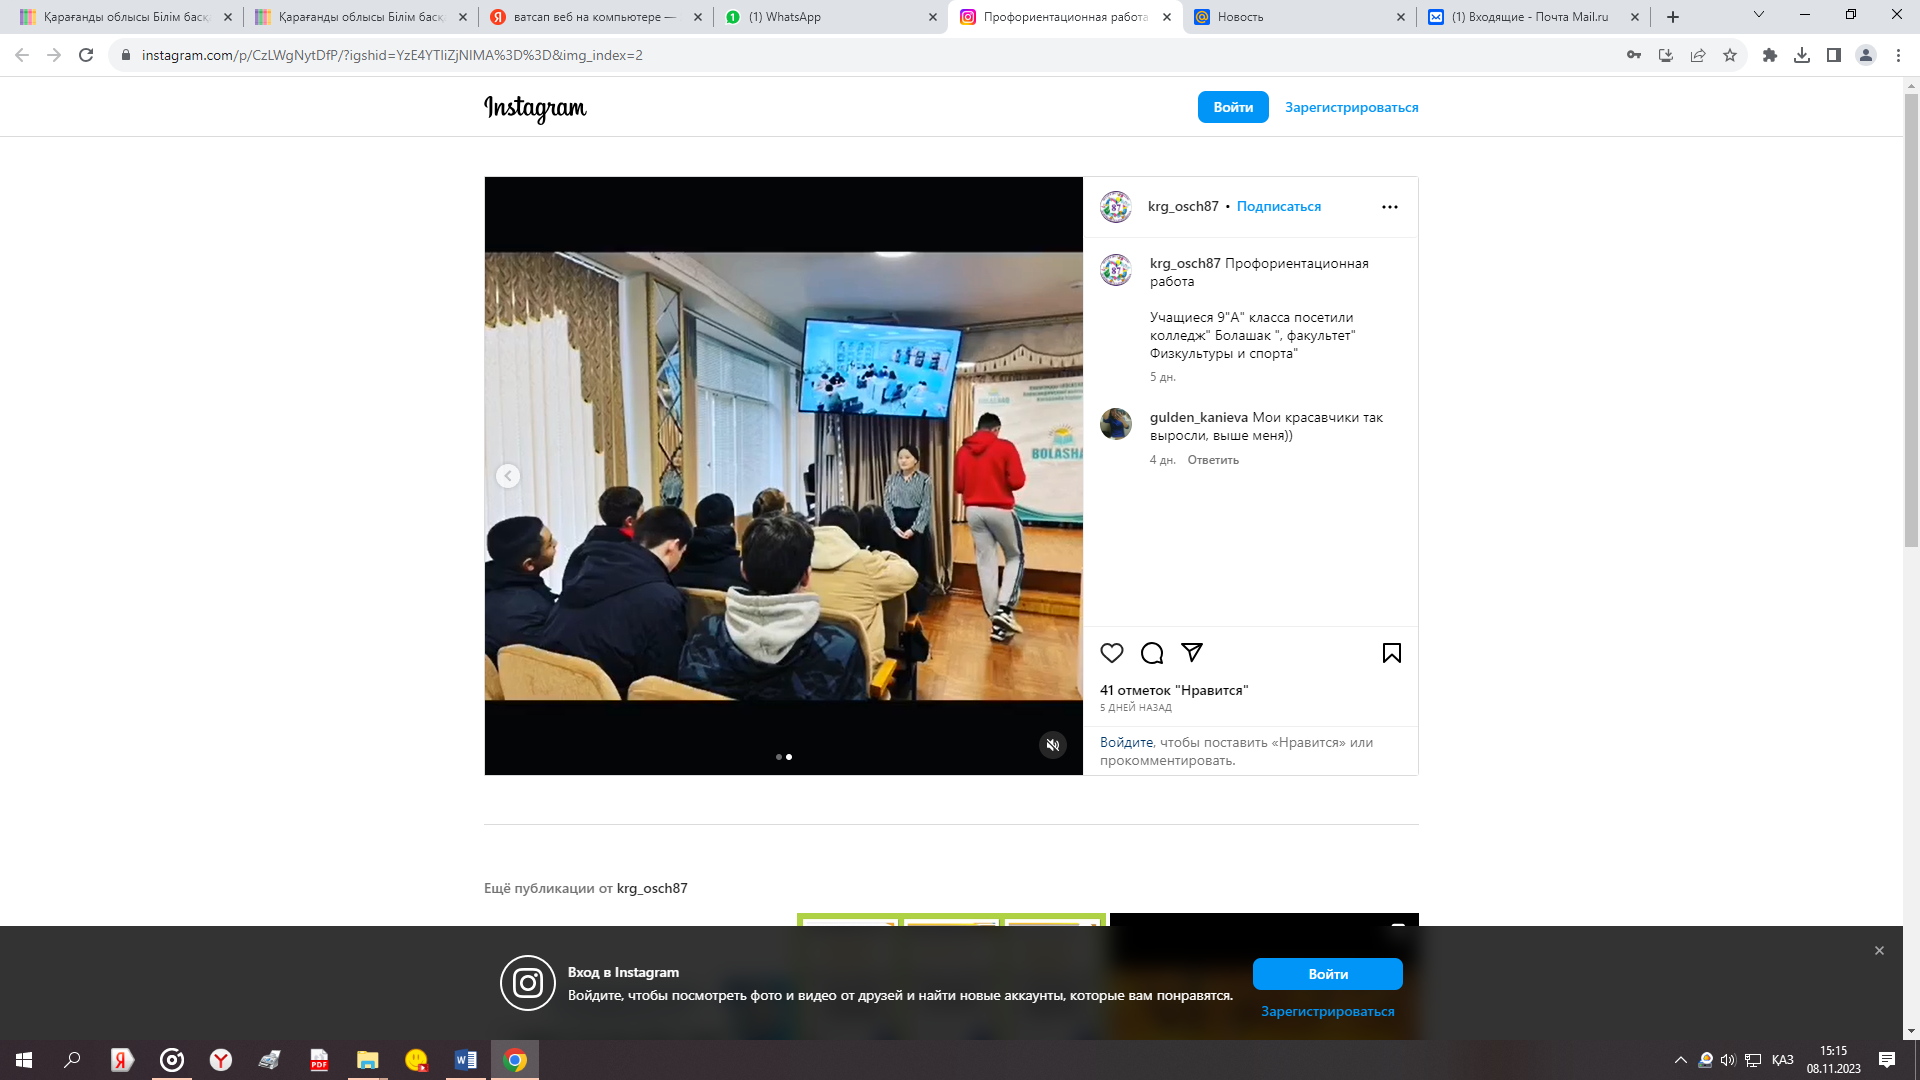 Қарағанды облысы Білім басқ
Қарағанды облысы Білім басқ
ватсап веб на компьютере —
(1) WhatsApp
Профориентационная работа
Новость
(1) Входящие - Почта Mail.ru
instagram.com/p/CzLWgNytDfP/?igshid=YzE4YTIiZjNlMA%3D%3D&img_index=2
Instagram
Войти
Зарегистрироваться
BOLASHA
krg_osch87 • Подписаться
krg_osch87 Профориентационная
работа
Учащиеся 9"А" класса посетили
колледж" Болашак ", факультет"
Физкультуры и спорта"
5 дн.
gulden_kanieva Мои красавчики так
выросли, выше меня))
4 дн. Ответить
41 отметок "Нравится"
5 ДНЕЙ НАЗАД
Войдите, чтобы поставить «Нравится» или
прокомментировать.
Ещё публикации от krg_osch87
Вход в Instagram
Войдите, чтобы посмотреть фото и видео от друзей и найти новые аккаунты, которые вам понравятся.
Войти
Зарегистрироваться
ҚАЗ
15:15
08.11.2023